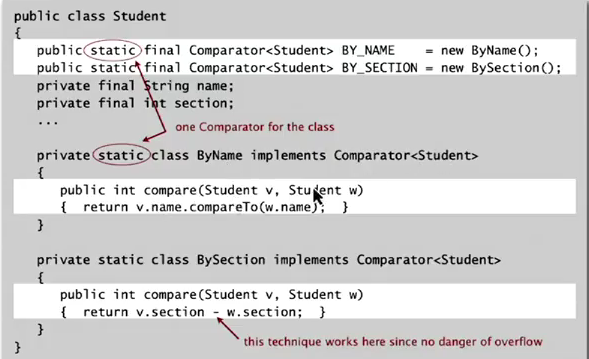 public class Student
{
public static final Comparator<Student> BY_NAME = new ByName();
public static final Comparator<Student> BY_SECTION = new BySection();
private final String name;
private final int section;
...
one Comparator for the class
private static class ByName implements Comparator<Student>
{
public int compare(Student v, Student w)
{ return v.name.compareTo(w.name); }
}
private static class BySection implements Comparator<Student>
{
public int compare(Student v, Student w)
{ return v.section - w.section; }
}
this technique works here since no danger of overflow
}